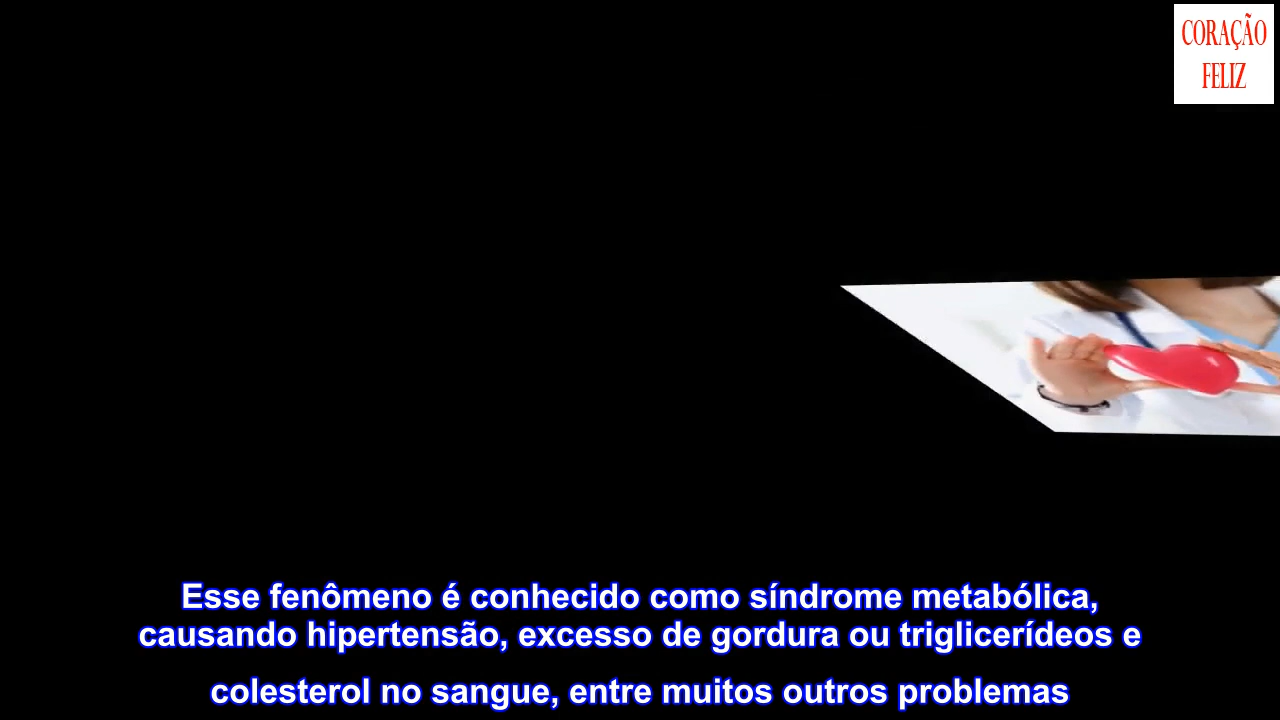 CORAÇÃO
FELIZ
Esse fenômeno é conhecido como síndrome metabólica,
causando hipertensão, excesso de gordura ou triglicerídeos e
colesterol no sangue, entre muitos outros problemas